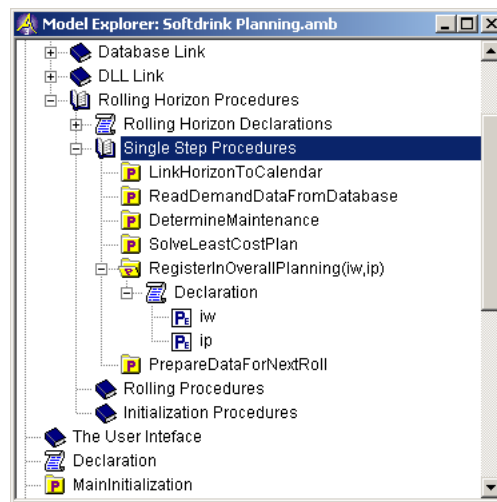 Model Explorer: Softdrink Planning.amb
Database Link
DLL Link
Rolling Horizon Procedures
Rolling Horizon Declarations
Single Step Procedures
P LinkHorizonToCalendar
P ReadDemandDataFromDatabase
P DetermineMaintenance
P SolveLeastCostPlan
P RegisterInOverallPlanning(iw,ip)
Declaration
PE iw
PE ip
P PrepareDataForNextRoll
Rolling Procedures
Initialization Procedures
The User Inteface
Declaration
P MainInitialization